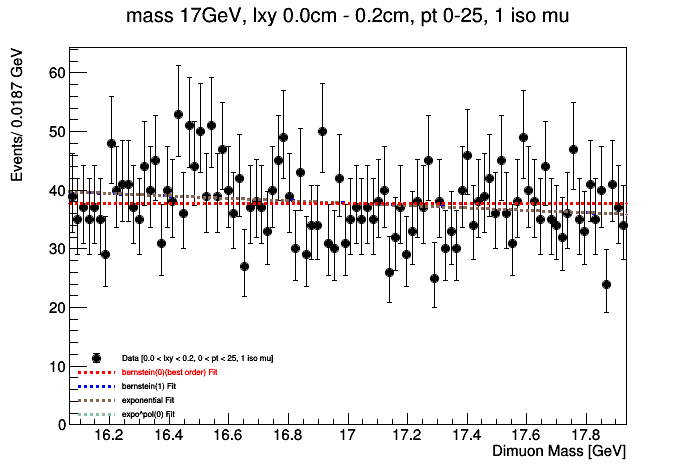 mass 17GeV, lxy 0.0cm - 0.2cm, pt 0-25, 1 iso mu
Events/ 0.0187 GeV
60
50
40
30
20
10
0
Data [0.0 < lxy < 0.2, 0 < pt < 25, 1 iso mu]
bernstein(0)(best order) Fit
bernstein(1) Fit
exponential Fit
expo*pol(0) Fit
16.2 16.4 16.6 16.8 17 17.2 17.4 17.6 17.8
Dimuon Mass [GeV]